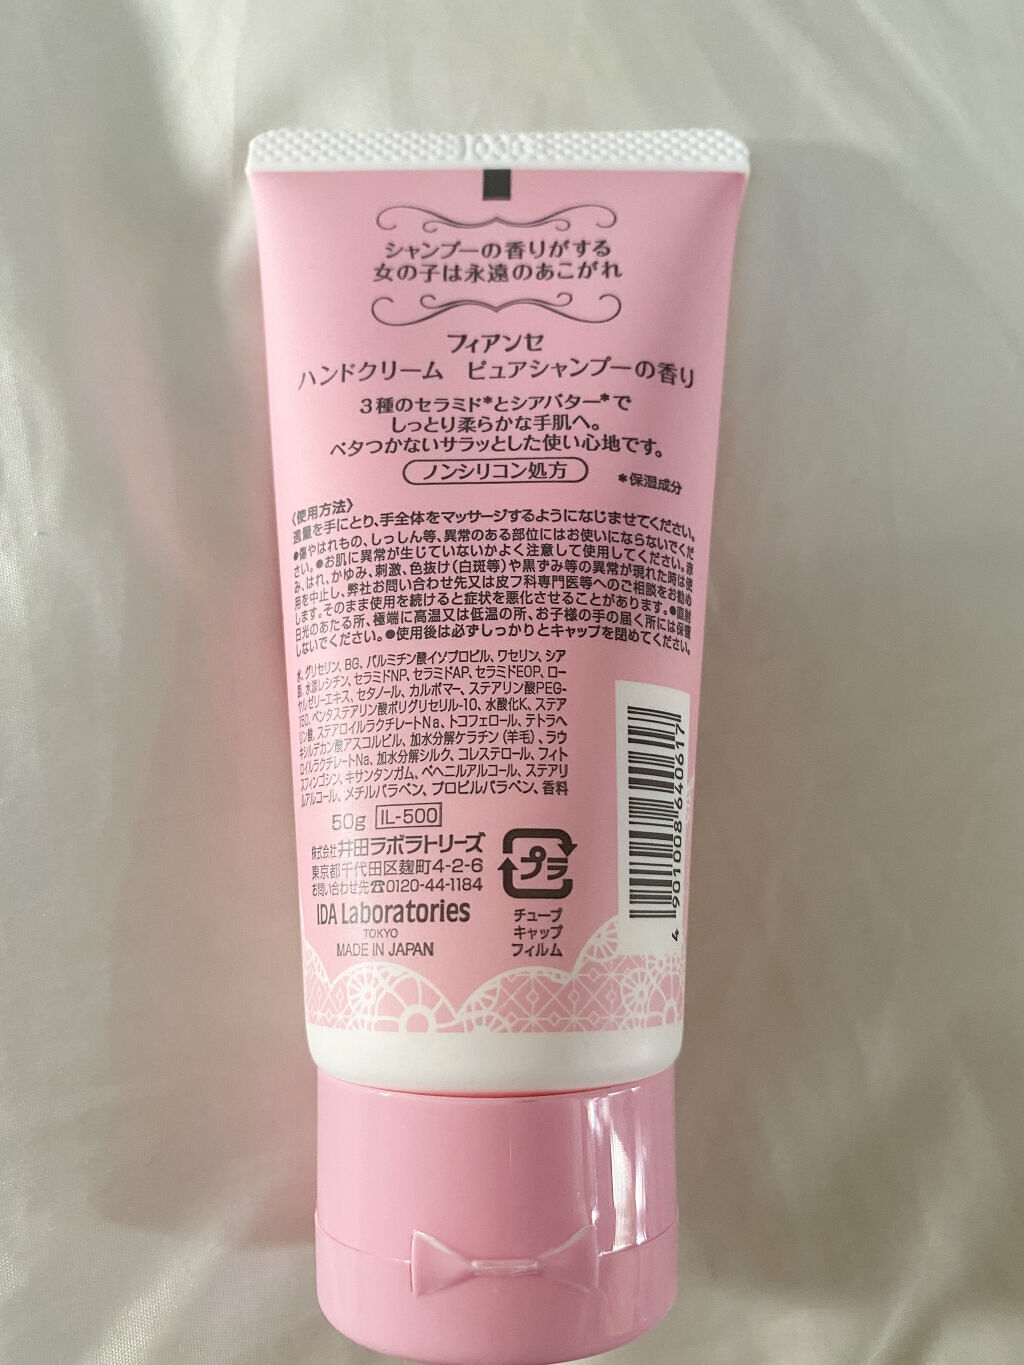 シャンプーの香りがする
女の子は永遠のあこがれ
フィアンセ
ハンドクリーム ピュアシャンプーの香り
3種のセラミド*とシアバター*で
しっとり柔らかな手肌へ。
ベタつかないサラッとした使い心地です。
ノンシリコン処方
*保湿成分
〈使用方法〉
適量を手にとり、手全体をマッサージするようになじませてください。
●傷やはれもの、しっしん等、異常のある部位にはお使いにならないでくだ
さい。●お肌に異常が生じていないかよく注意して使用してください。赤
み、はれ、かゆみ、刺激、色抜け(白斑等)や黒ずみ等の異常が現れた時は使
用を中止し、弊社お問い合わせ先又は皮フ科専門医等へのご相談をお勧め
します。そのまま使用を続けると症状を悪化させることがあります。●直射
日光のあたる所、極端に高温又は低温の所、お子様の手の届く所には保管
しないでください。●使用後は必ずしっかりとキャップを閉めてください。
水、グリセリン、BG、パルミチン酸イソプロピル、ワセリン、シア
脂、水添レシチン、セラミドNP、セラミドAP、セラミドEOP、ロー
ヤルゼリーエキス、セタノール、カルボマー、ステアリン酸PEG-
150、ペンタステアリン酸ポリグリセリル-10、水酸化K、ステア
リン酸、ステアロイルラクチレートNa、トコフェロール、テトラヘ
キシルデカン酸アスコルビル、加水分解ケラチン(羊毛)、ラウ
ロイルラクチレートNa、加水分解シルク、コレステロール、フィト
スフィンゴシン、キサンタンガム、ベヘニルアルコール、ステアリ
ルアルコール、メチルパラベン、プロピルパラベン、香料
50g IL-500
株式会社井田ラボラトリーズ
東京都千代田区麹町4-2-6
お問い合わせ先☎0120-44-1184
IDA Laboratories
TOKYO
MADE IN JAPAN
プラ
チューブ
キャップ
フィルム
4 901008 640617